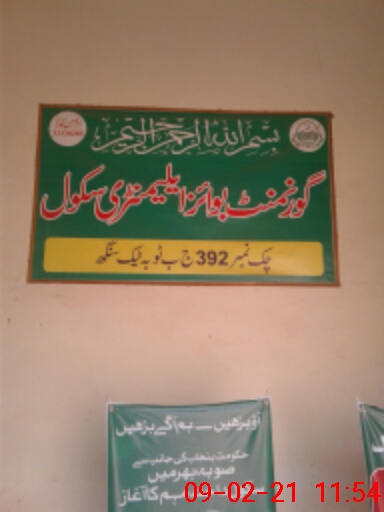 بسم اللہ الرحمن الرحیم
گورنمنٹ بوائز ایلیمنٹری سکول
چک نمبر 392 ج ب ٹوبہ ٹیک سنگھ
آؤ پڑھیں — ہم آگے بڑھیں
حکومت پنجاب کی جانب سے
صوبہ بھر میں
کا آغاز
09-02-21 11:54